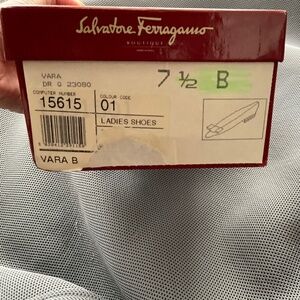 Salvatore Ferragamo
BOUTIQUE
VARA
DR Q 23080
7 ½ B
COMPUTER NUMBER
COLOUR CODE
15615
01
LADIES SHOES
VARA B